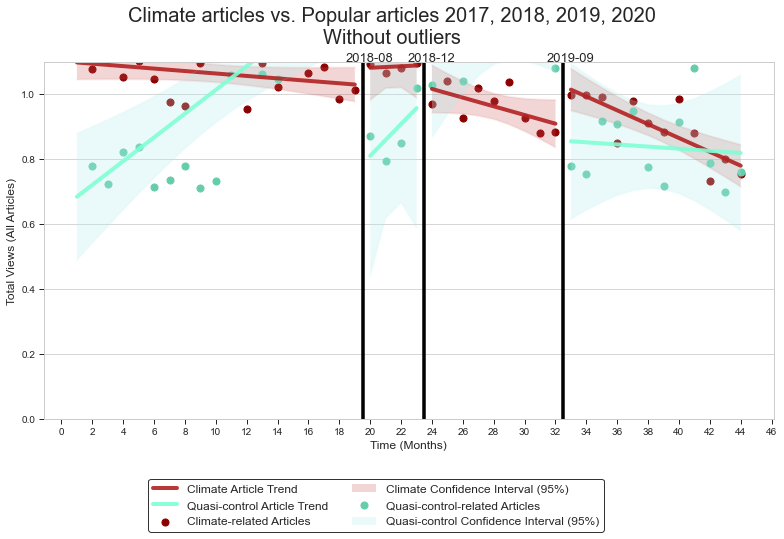 Climate articles vs. Popular articles 2017, 2018, 2019, 2020
Without outliers
2018-08 2018-12 2019-09
1.0
0.8
0.6
0.4
0.2
0.0
Total Views (All Articles)
0 2 4 6 8 10 12 14 16 18 20 22 24 26 28 30 32 34 36 38 40 42 44 46
Time (Months)
Climate Article Trend
Quasi-control Article Trend
Climate-related Articles
Climate Confidence Interval (95%)
Quasi-control-related Articles
Quasi-control Confidence Interval (95%)